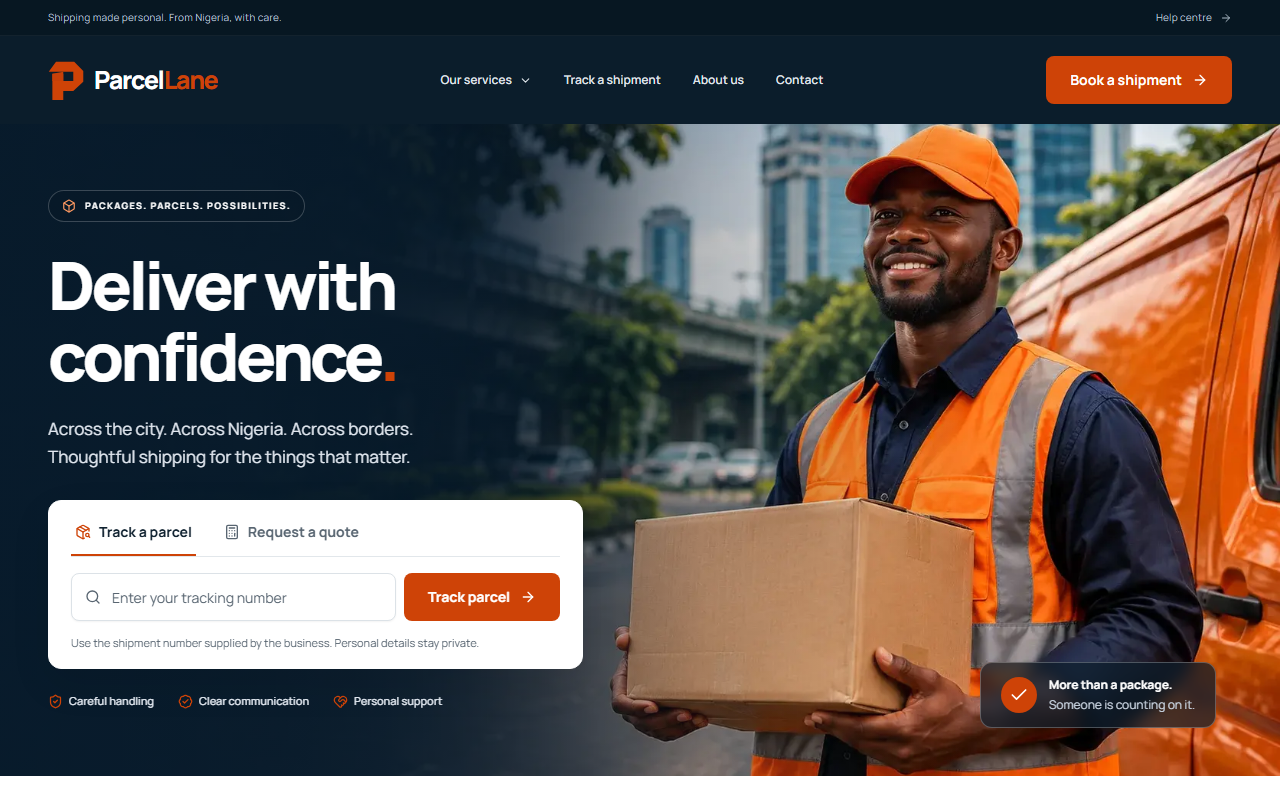 Shipping made personal. From Nigeria, with care.
Help centre
ParcelLane
Our services
Track a shipment
About us
Contact
Book a shipment
PACKAGES. PARCELS. POSSIBILITIES.
Deliver with
confidence.
Across the city. Across Nigeria. Across borders.
Thoughtful shipping for the things that matter.
Track a parcel
Request a quote
Enter your tracking number
Track parcel
Use the shipment number supplied by the business. Personal details stay private.
Careful handling
Clear communication
Personal support
More than a package.
Someone is counting on it.